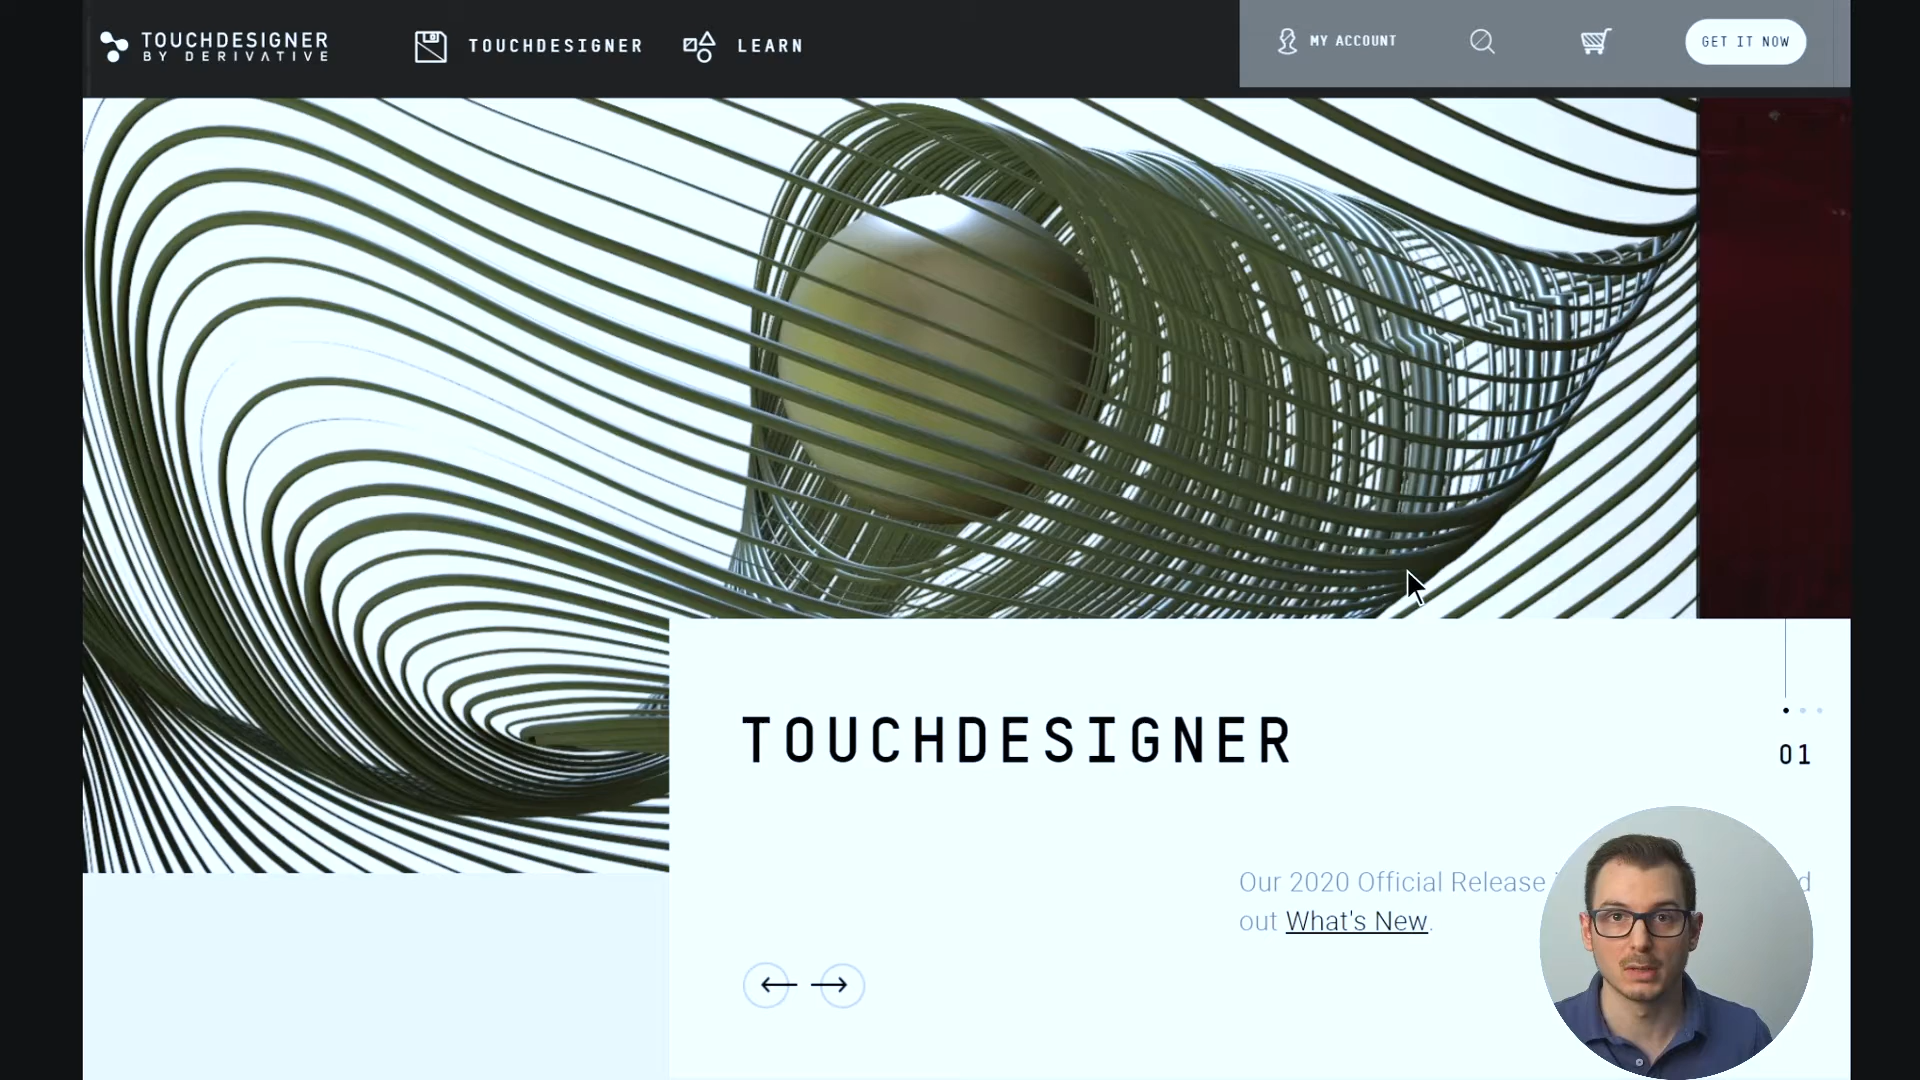 TOUCHDESIGNER
BY DERIVATIVE
TOUCHDESIGNER
LEARN
MY ACCOUNT
GET IT NOW
TOUCHDESIGNER
01
Our 2020 Official Release
out What's New.